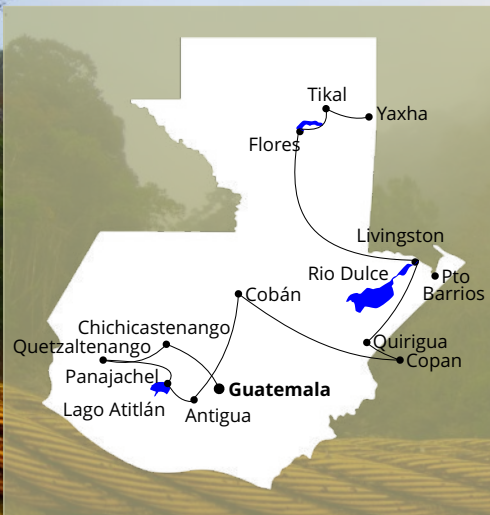 Tikal
Yaxha
Flores
Livingston
Rio Dulce
Pto
Barrios
Cobán
Chichicastenango
Quirigua
Quetzaltenango
Copan
Panajachel
Guatemala
Lago Atitlán
Antigua